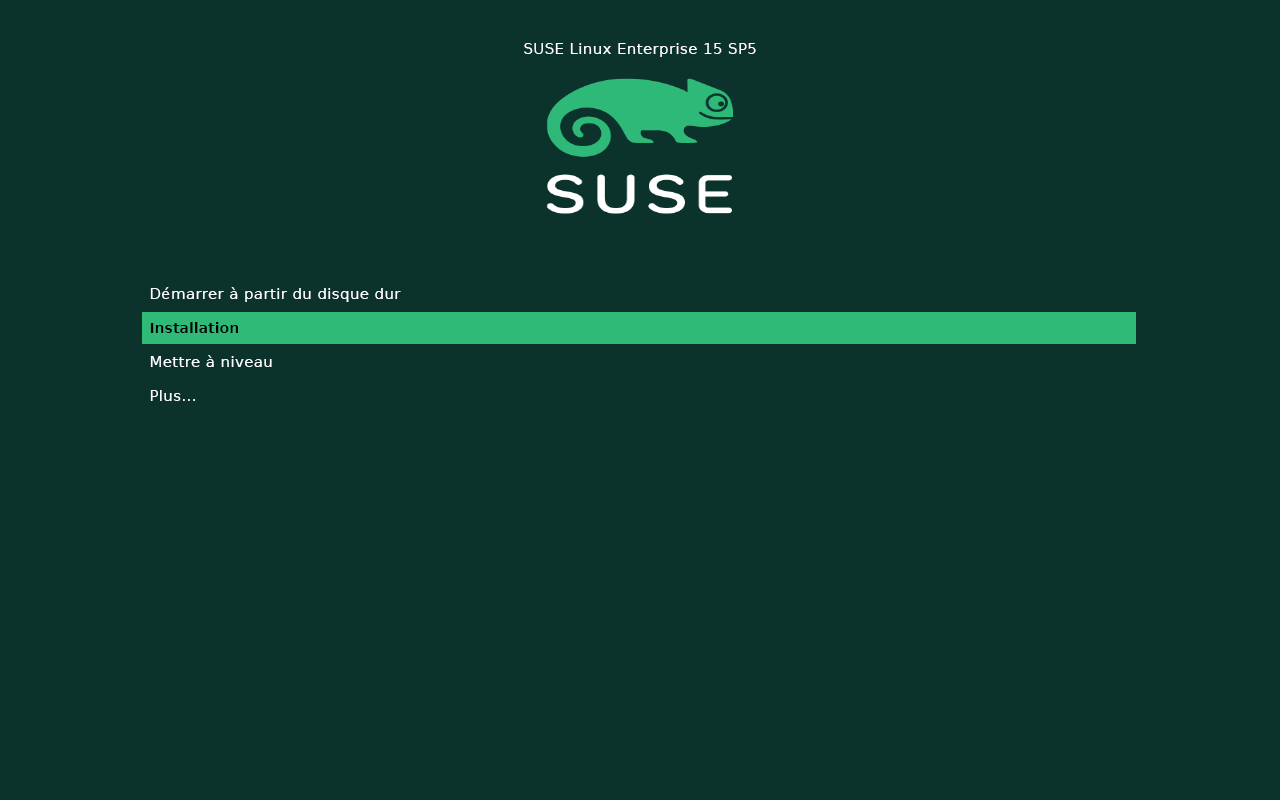 SUSE Linux Enterprise 15 SP5
SUSE
Démarrer à partir du disque dur
Installation
Mettre à niveau
Plus...